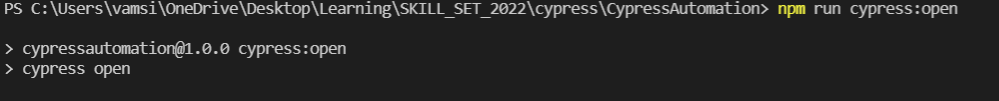 PS C:\Users\vamsi\OneDrive\Desktop\Learning\SKILL_SET_2022\cypress\CypressAutomation> npm run cypress:open
> cypressautomation@1.0.0 cypress:open
> cypress open